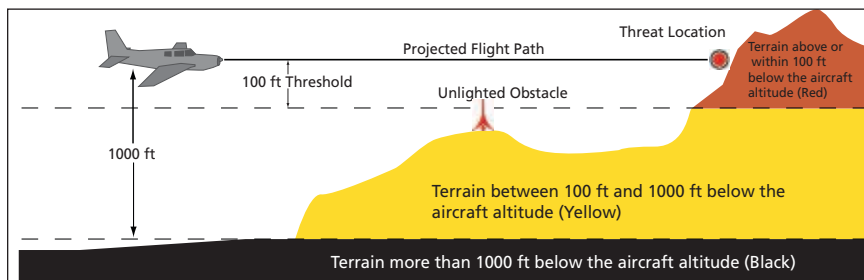 Threat Location
Projected Flight Path
Terrain above or
within 100 ft
below the aircraft
altitude (Red)
100 ft Threshold
Unlighted Obstacle
1000 ft
Terrain between 100 ft and 1000 ft below the
aircraft altitude (Yellow)
Terrain more than 1000 ft below the aircraft altitude (Black)